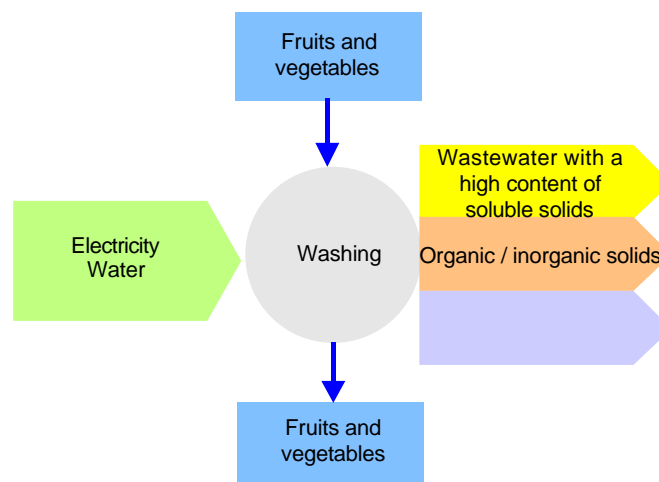 Fruits and
vegetables
Wastewater with a
high content of
soluble solids
Electricity
Water
Washing
Organic / inorganic solids
Fruits and
vegetables